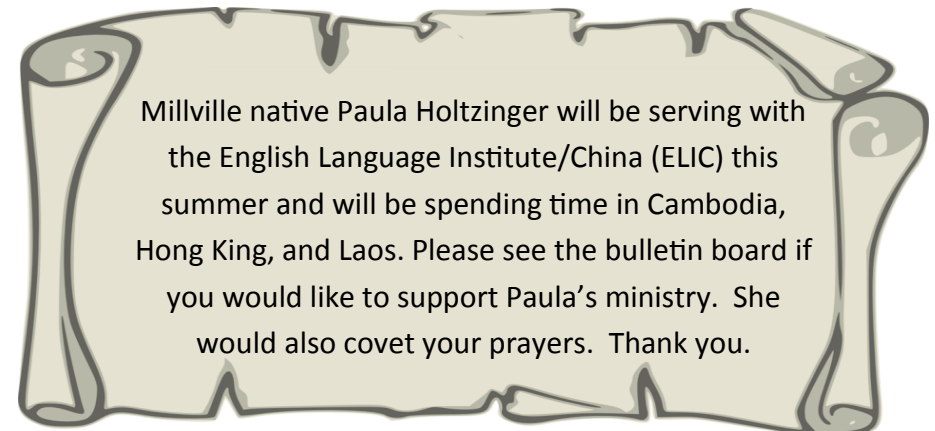 Millville native Paula Holtzinger will be serving with
the English Language Institute/China (ELIC) this
summer and will be spending time in Cambodia,
Hong King, and Laos. Please see the bulletin board if
you would like to support Paula’s ministry.  She
would also covet your prayers.  Thank you.